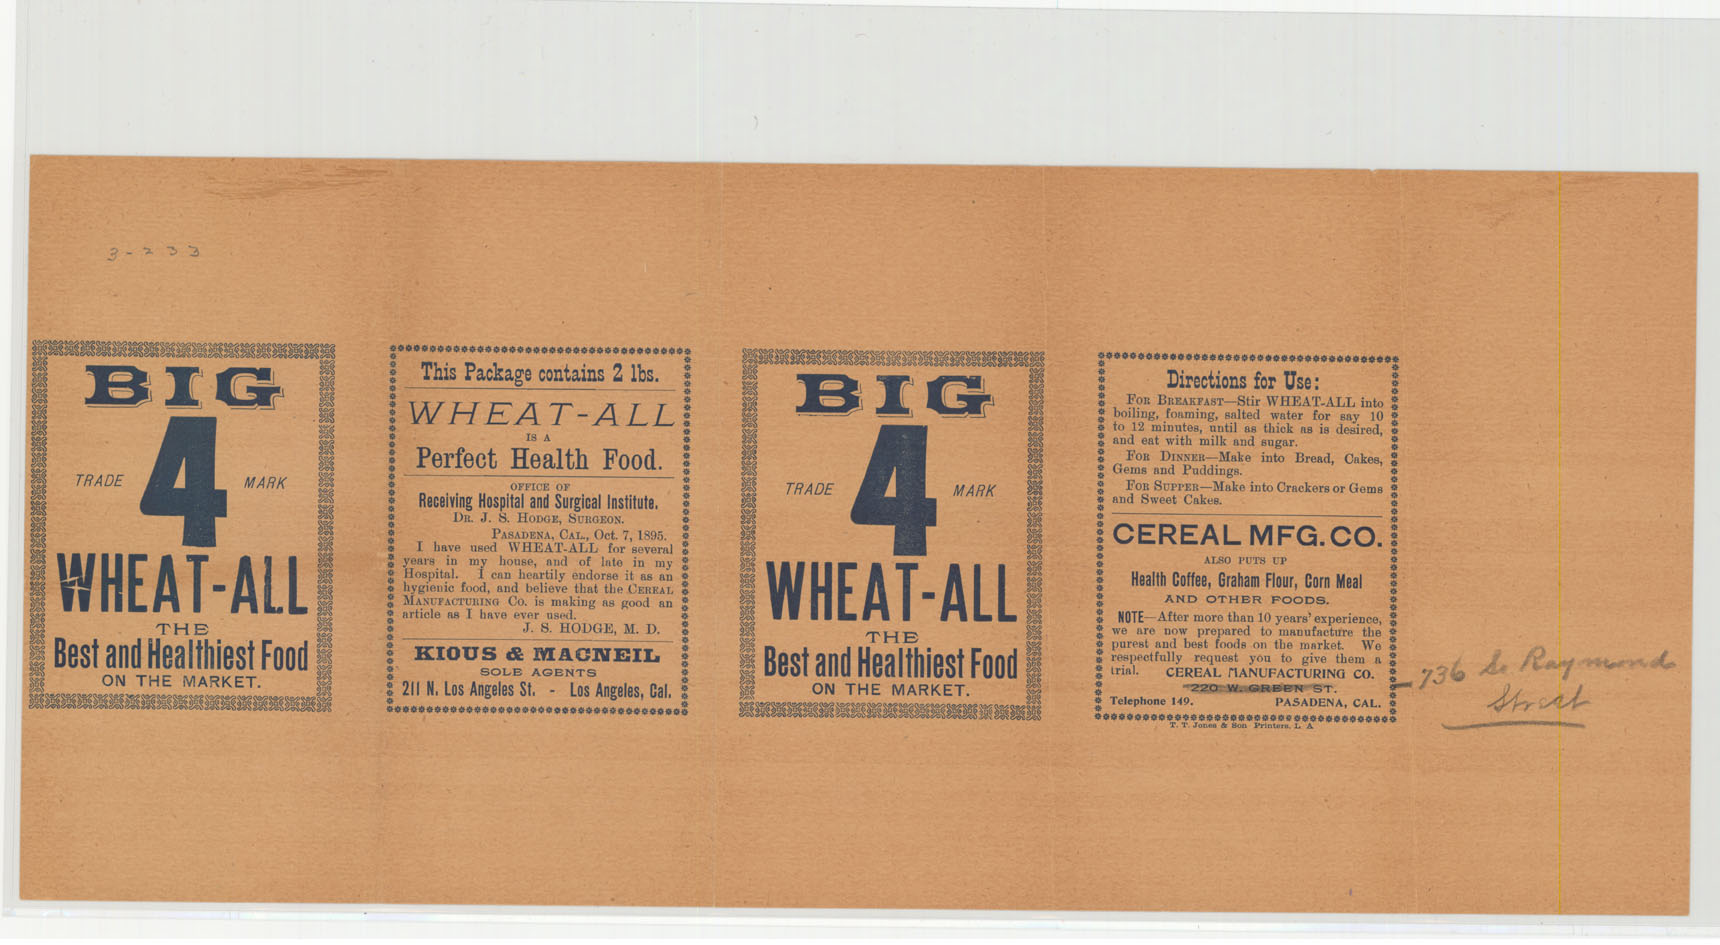 3-233
BIG
4
TRADE MARK
WHEAT-ALL
THE
Best and Healthiest Food
ON THE MARKET.
This Package contains 2 lbs.
WHEAT-ALL
IS A
Perfect Health Food.
OFFICE OF
Receiving Hospital and Surgical Institute.
DR. J. S. HODGE, SURGEON.
PASADENA, CAL., Oct. 7, 1895.
I have used WHEAT-ALL for several
years in my house, and of late in my
Hospital. I can heartily endorse it as an
hygienic food, and believe that the CEREAL
MANUFACTURING CO. is making as good an
article as I have ever used.
J. S. HODGE, M. D.
KIOUS & MACNEIL
SOLE AGENTS
211 N. Los Angeles St. - Los Angeles, Cal.
BIG
4
TRADE MARK
WHEAT-ALL
THE
Best and Healthiest Food
ON THE MARKET.
Directions for Use:
FOR BREAKFAST—Stir WHEAT-ALL into
boiling, foaming, salted water for say 10
to 12 minutes, until as thick as is desired,
and eat with milk and sugar.
FOR DINNER—Make into Bread, Cakes,
Gems and Puddings.
FOR SUPPER—Make into Crackers or Gems
and Sweet Cakes.
CEREAL MFG. CO.
ALSO PUTS UP
Health Coffee, Graham Flour, Corn Meal
AND OTHER FOODS.
NOTE—After more than 10 years' experience,
we are now prepared to manufacture the
purest and best foods on the market. We
respectfully request you to give them a
trial. CEREAL MANUFACTURING CO.
220 W. GREEN ST.
Telephone 149. PASADENA, CAL.
T. T. Jones & Son Printers, L. A
736 So Raymond
Street